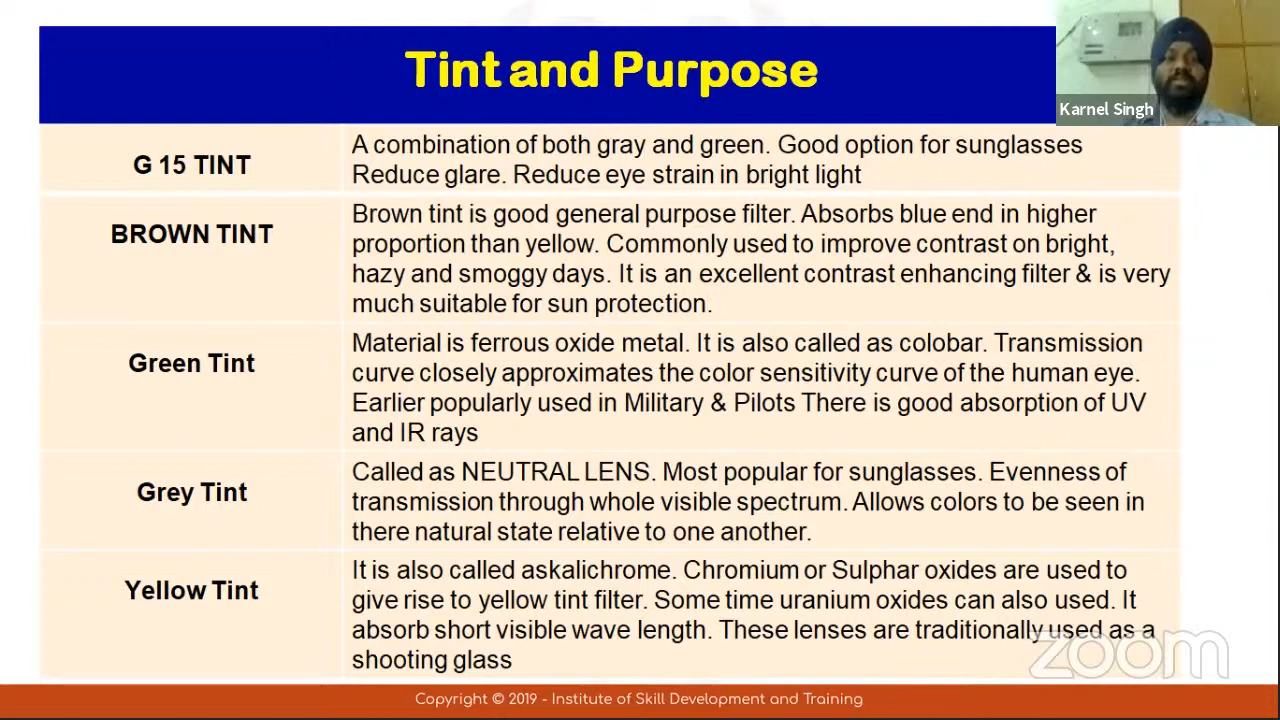 Tint and Purpose
Karnel Singh
G 15 TINT
A combination of both gray and green. Good option for sunglasses
Reduce glare. Reduce eye strain in bright light
BROWN TINT
Brown tint is good general purpose filter. Absorbs blue end in higher
proportion than yellow. Commonly used to improve contrast on bright,
hazy and smoggy days. It is an excellent contrast enhancing filter & is very
much suitable for sun protection.
Green Tint
Material is ferrous oxide metal. It is also called as colobar. Transmission
curve closely approximates the color sensitivity curve of the human eye.
Earlier popularly used in Military & Pilots There is good absorption of UV
and IR rays
Grey Tint
Called as NEUTRAL LENS. Most popular for sunglasses. Evenness of
transmission through whole visible spectrum. Allows colors to be seen in
there natural state relative to one another.
Yellow Tint
It is also called askalichrome. Chromium or Sulphar oxides are used to
give rise to yellow tint filter. Some time uranium oxides can also used. It
absorb short visible wave length. These lenses are traditionally used as a
shooting glass
zoom
Copyright © 2019 - Institute of Skill Development and Training